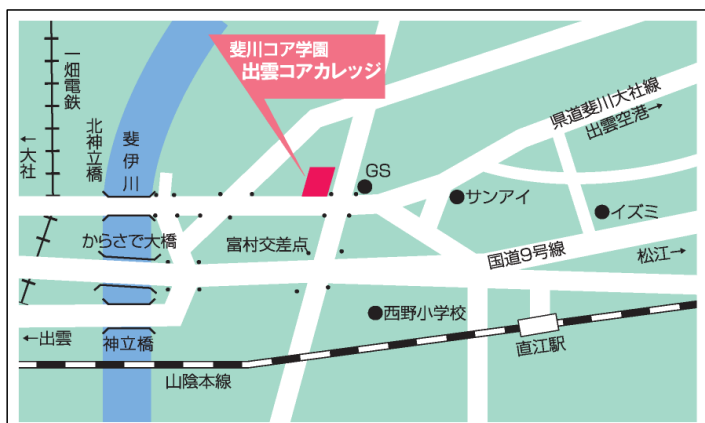 斐川コア学園
出雲コアカレッジ
一畑電鉄
←大社
北神立橋
斐伊川
県道斐川大社線
出雲空港→
GS
サンアイ
イズミ
からさで大橋
富村交差点
国道9号線
松江→
西野小学校
←出雲
神立橋
直江駅
山陰本線